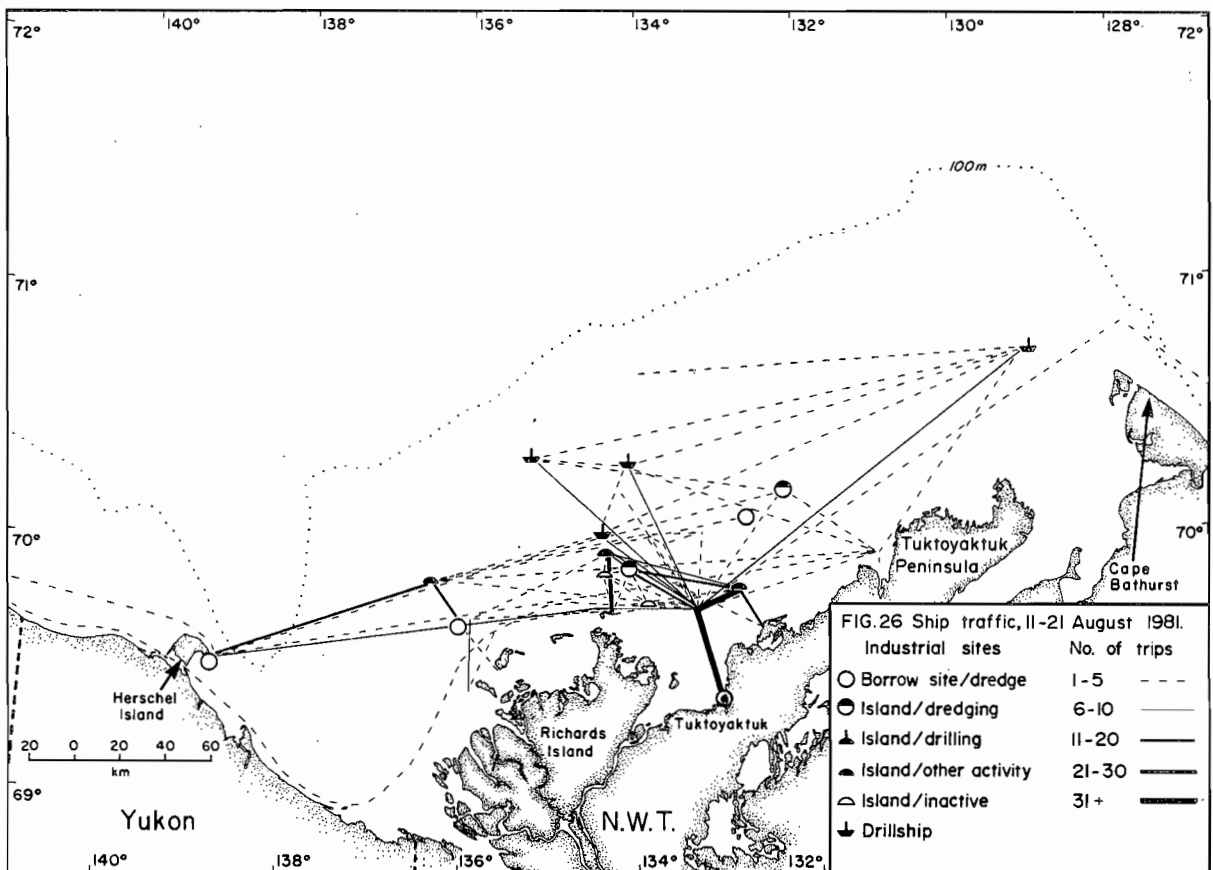 140° 138° 136° 134° 132° 130° 128°
72° 72°
100m
71° 71°
70° 70°
Tuktoyaktuk
Peninsula
Cape
Bathurst
Herschel
Island
20 0 20 40 60
km
Richards
Island
Tuktoyaktuk
69°
Yukon
N.W.T.
140° 138° 136° 134° 132°
FIG.26 Ship traffic, 11-21 August 1981.
Industrial sites No. of trips
Borrow site/dredge 1-5
Island/dredging 6-10
Island/drilling 11-20
Island/other activity 21-30
Island/inactive 31+
Drillship